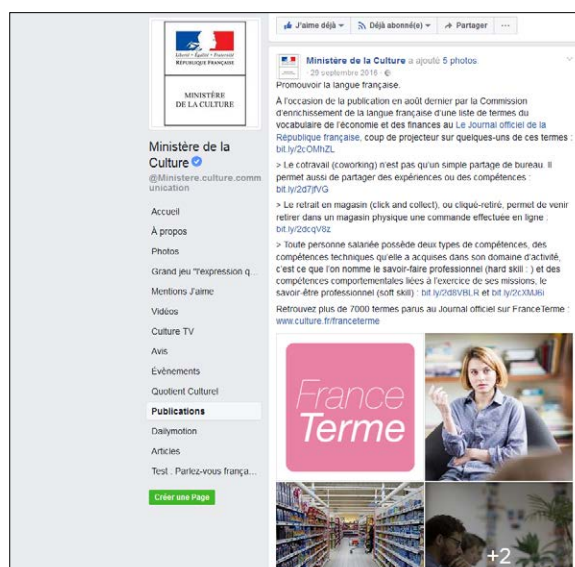 J'aime déjà
Déjà abonné(e)
Partager
Liberté • Égalité • Fraternité
RÉPUBLIQUE FRANÇAISE
MINISTÈRE
DE LA CULTURE
Ministère de la
Culture
@Ministere.culture.comm
unication
Accueil
À propos
Photos
Grand jeu "l'expression q...
Mentions J'aime
Vidéos
Culture TV
Avis
Évènements
Quotient Culturel
Publications
Dailymotion
Articles
Test : Parlez-vous frança...
Créer une Page
Ministère de la Culture a ajouté 5 photos
29 septembre 2016
Promouvoir la langue française.
À l'occasion de la publication en août dernier par la Commission
d'enrichissement de la langue française d'une liste de termes du
vocabulaire de l'économie et des finances au Le Journal officiel de la
République française, coup de projecteur sur quelques-uns de ces termes :
bit.ly/2cOMhZL
> Le cotravail (coworking) n'est pas qu'un simple partage de bureau. Il
permet aussi de partager des expériences ou des compétences :
bit.ly/2d7jfVG
> Le retrait en magasin (click and collect), ou cliqué-retiré, permet de venir
retirer dans un magasin physique une commande effectuée en ligne :
bit.ly/2dcqV8z
> Toute personne salariée possède deux types de compétences, des
compétences techniques qu'elle a acquises dans son domaine d'activité,
c'est ce que l'on nomme le savoir-faire professionnel (hard skill : ) et des
compétences comportementales liées à l'exercice de ses missions, le
savoir-être professionnel (soft skill) : bit.ly/2d8VBLR et bit.ly/2cXMJ6i
Retrouvez plus de 7000 termes parus au Journal officiel sur FranceTerme :
www.culture.fr/franceterme
France
Terme
+2